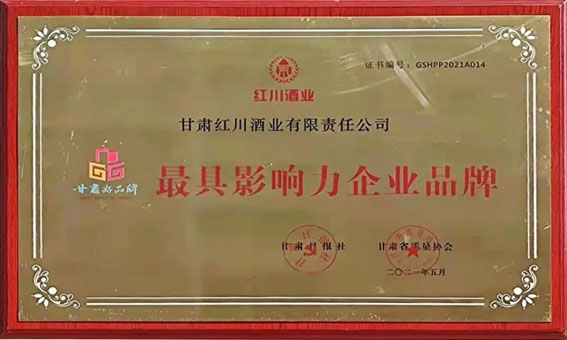 证书编号：GSHPP2021A014
红川酒业
甘肃红川酒业有限责任公司
甘肃好品牌
最具影响力企业品牌
甘肃日报社 甘肃省质量协会
二〇二一年五月